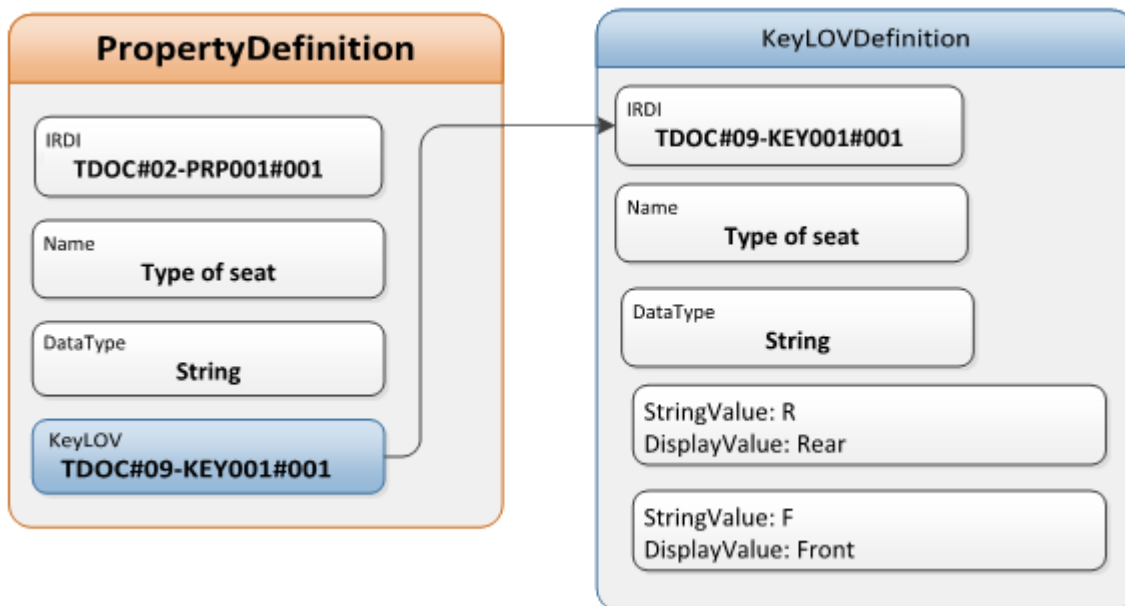 PropertyDefinition
IRDI
TDOC#02-PRP001#001
Name
Type of seat
DataType
String
KeyLOV
TDOC#09-KEY001#001
KeyLOVDefinition
IRDI
TDOC#09-KEY001#001
Name
Type of seat
DataType
String
StringValue: R
DisplayValue: Rear
StringValue: F
DisplayValue: Front